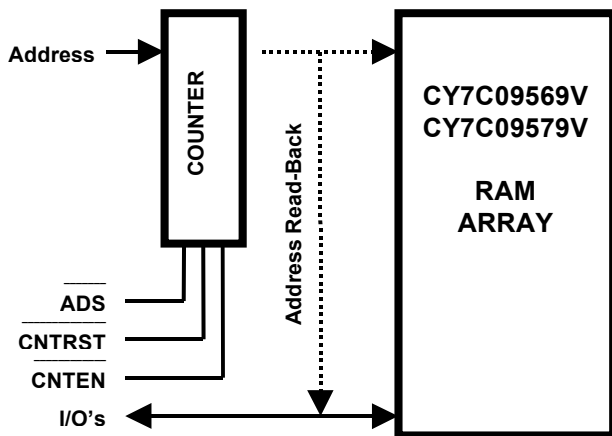 Address
COUNTER
Address Read-Back
CY7C09569V
CY7C09579V
RAM
ARRAY
ADS
CNTRST
CNTEN
I/O's